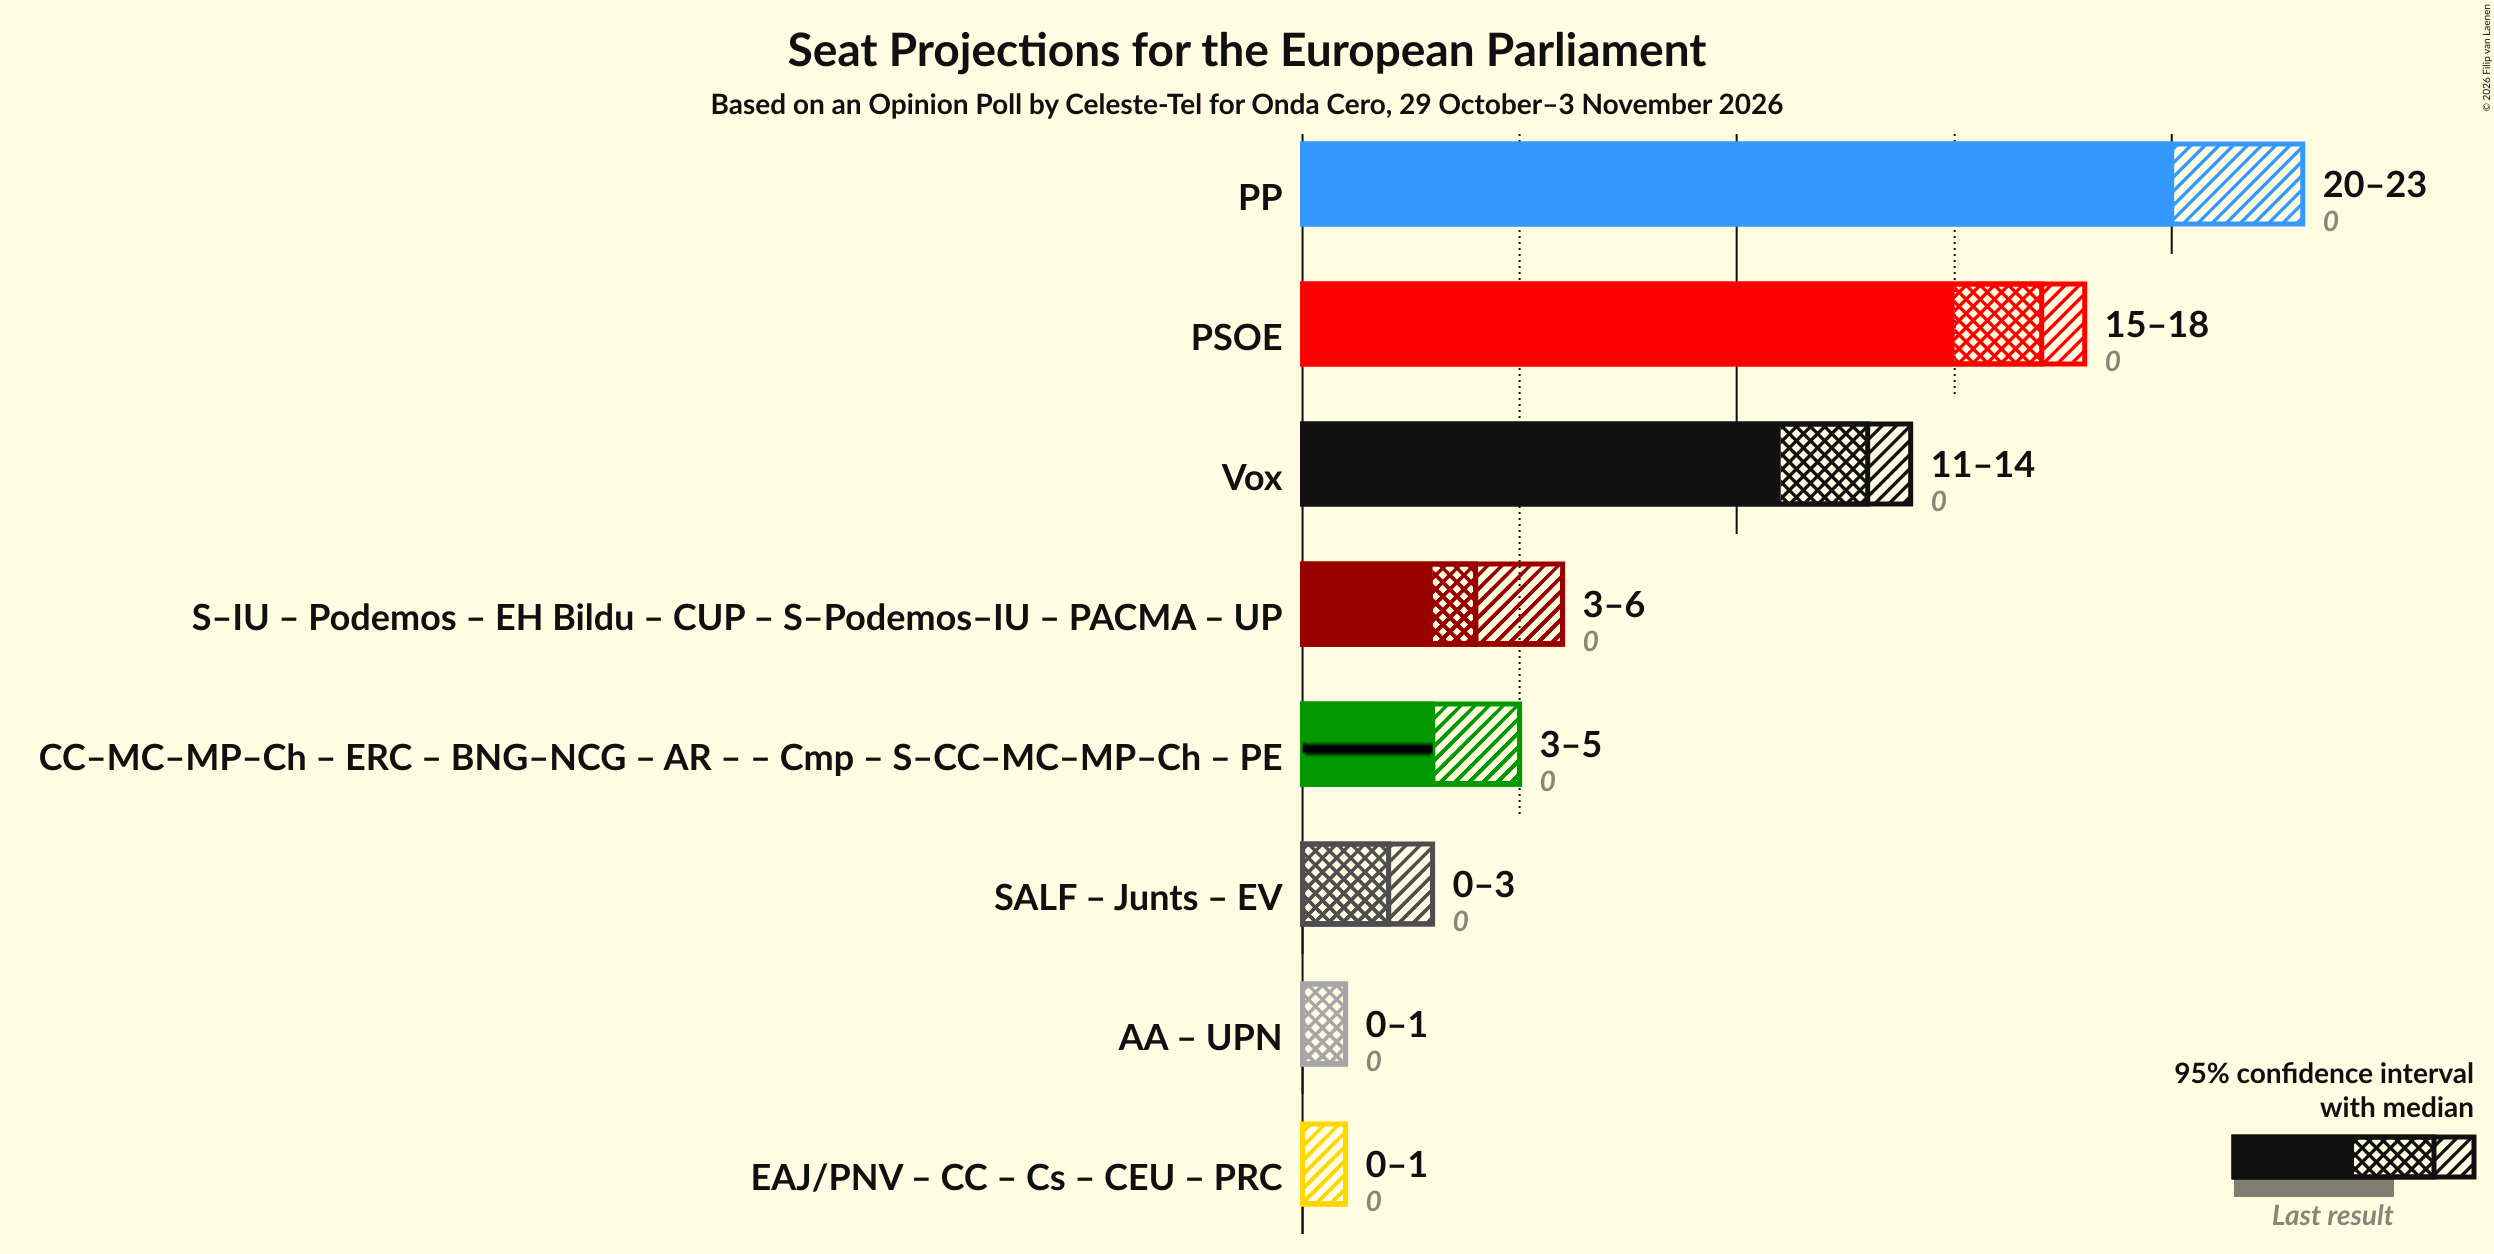 Seat Projections for the European Parliament
Based on an Opinion Poll by Celeste-Tel for Onda Cero, 29 October–3 November 2026
© 2026 Filip van Laenen
PP
20–23
0
PSOE
15–18
0
Vox
11–14
0
S–IU – Podemos – EH Bildu – CUP – S–Podemos–IU – PACMA – UP
3–6
0
CC–MC–MP–Ch – ERC – BNG–NCG – AR – – Cmp – S–CC–MC–MP–Ch – PE
3–5
0
SALF – Junts – EV
0–3
0
AA – UPN
0–1
0
EAJ/PNV – CC – Cs – CEU – PRC
0–1
0
95% confidence interval
with median
Last result